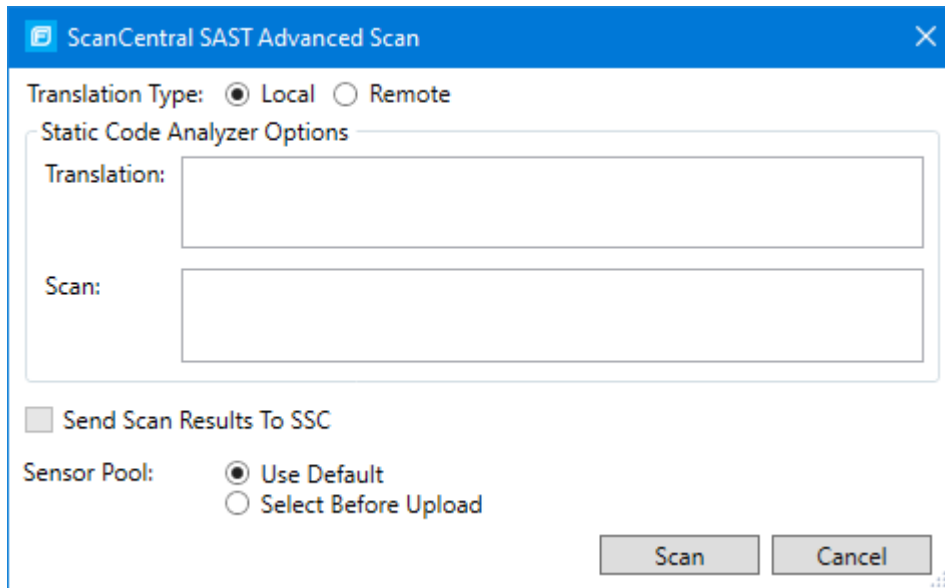 ScanCentral SAST Advanced Scan
Translation Type: Local Remote
Static Code Analyzer Options
Translation:
Scan:
Send Scan Results To SSC
Sensor Pool: Use Default
Select Before Upload
Scan Cancel